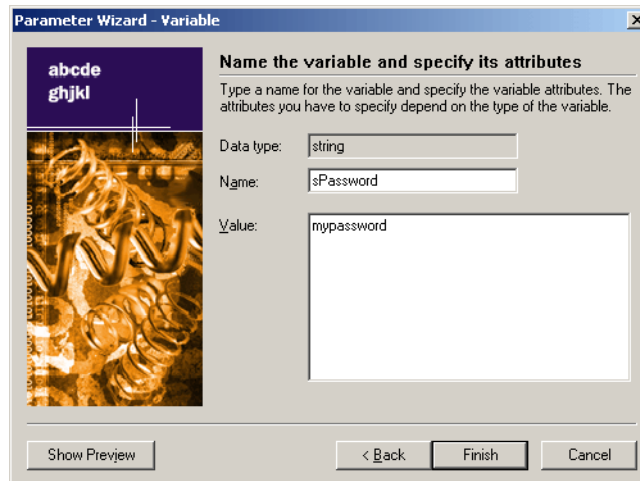 Parameter Wizard - Variable
abcde
ghjkl
Name the variable and specify its attributes
Type a name for the variable and specify the variable attributes. The
attributes you have to specify depend on the type of the variable.
Data type: string
Name: sPassword
Value: mypassword
Show Preview < Back Finish Cancel